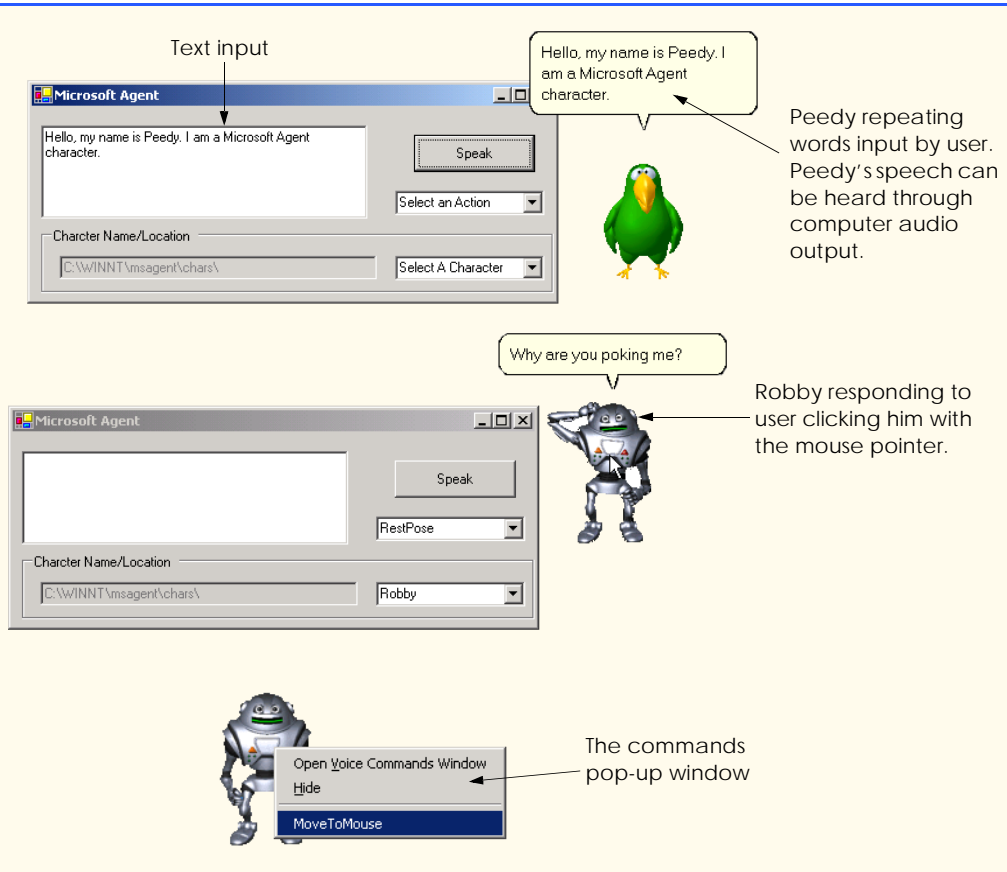 Text input
Hello, my name is Peedy. I
am a Microsoft Agent
character.
Microsoft Agent
Hello, my name is Peedy. I am a Microsoft Agent
character.
Speak
Select an Action
Charcter Name/Location
C:\WINNT\msagent\chars\
Select A Character
Peedy repeating
words input by user.
Peedy's speech can
be heard through
computer audio
output.
Why are you poking me?
Microsoft Agent
Speak
RestPose
Charcter Name/Location
C:\WINNT\msagent\chars\
Robby
Robby responding to
user clicking him with
the mouse pointer.
Open Voice Commands Window
Hide
MoveToMouse
The commands
pop-up window